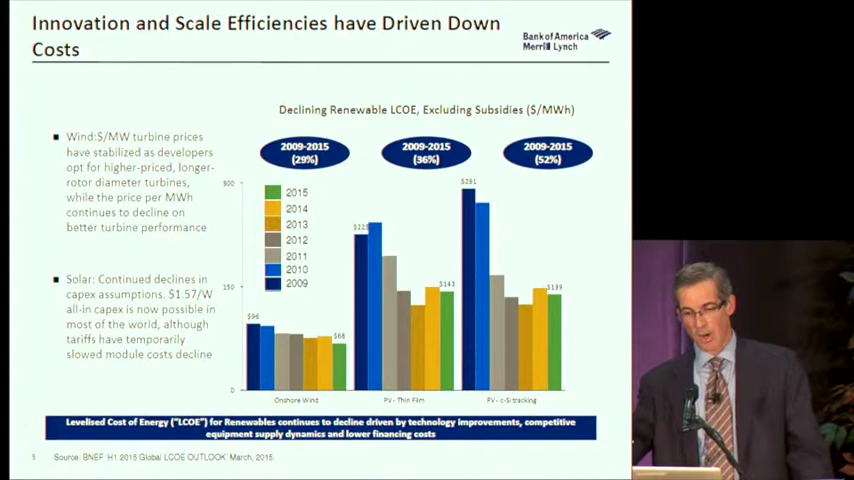 Innovation and Scale Efficiencies have Driven Down
Costs
Bank of America
Merrill Lynch
Declining Renewable LCOE, Excluding Subsidies ($/MWh)
■ Wind:$/MW turbine prices
have stabilized as developers
opt for higher-priced, longer-
rotor diameter turbines,
while the price per MWh
continues to decline on
better turbine performance
■ Solar: Continued declines in
capex assumptions. $1.57/W
all-in capex is now possible in
most of the world, although
tariffs have temporarily
slowed module costs decline
2009-2015
(29%)
2009-2015
(36%)
2009-2015
(52%)
300
150
0
2015
2014
2013
2012
2011
2010
2009
$96
$68
$143
$291
$139
Onshore Wind
PV - Thin Film
PV - c-Si tracking
Levelised Cost of Energy ("LCOE") for Renewables continues to decline driven by technology improvements, competitive
equipment supply dynamics and lower financing costs
5 Source: BNEF 'H1 2015 Global LCOE OUTLOOK' March, 2015.